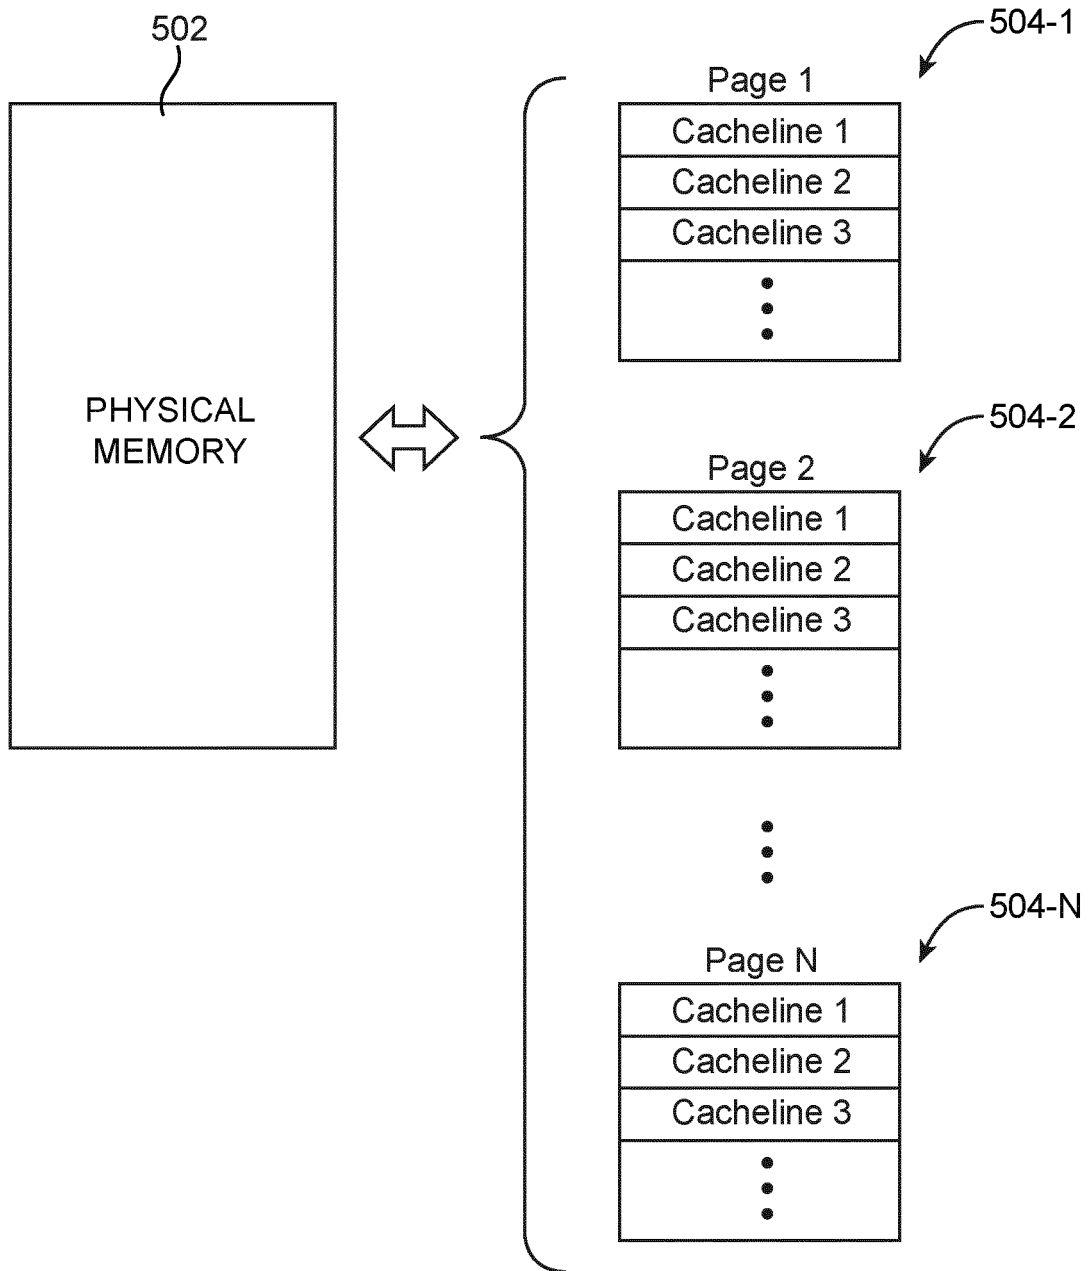 502
PHYSICAL
MEMORY
504-1
Page 1
Cacheline 1
Cacheline 2
Cacheline 3
504-2
Page 2
Cacheline 1
Cacheline 2
Cacheline 3
504-N
Page N
Cacheline 1
Cacheline 2
Cacheline 3